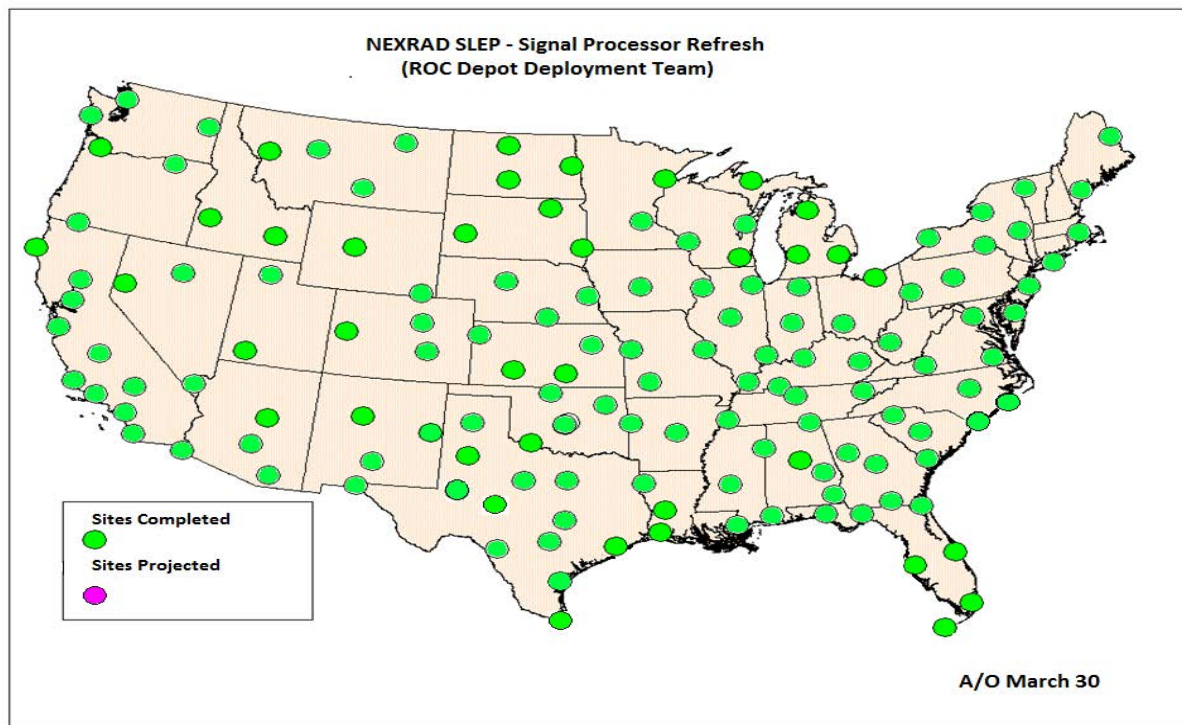 NEXRAD SLEP - Signal Processor Refresh
(ROC Depot Deployment Team)
Sites Completed
Sites Projected
A/O March 30